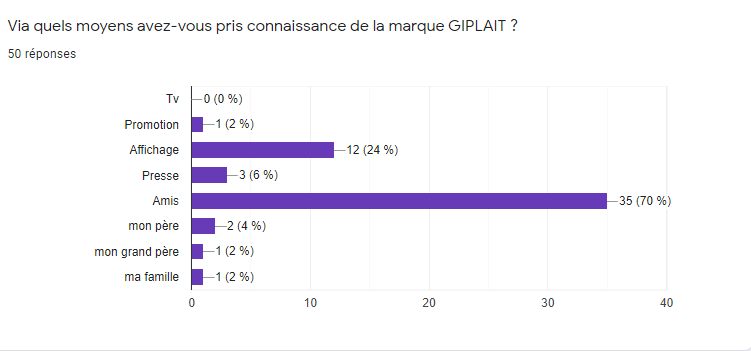 Via quels moyens avez-vous pris connaissance de la marque GIPLAIT ?
50 réponses
Tv 0 (0 %)
Promotion 1 (2 %)
Affichage 12 (24 %)
Presse 3 (6 %)
Amis 35 (70 %)
mon père 2 (4 %)
mon grand père 1 (2 %)
ma famille 1 (2 %)
0 10 20 30 40